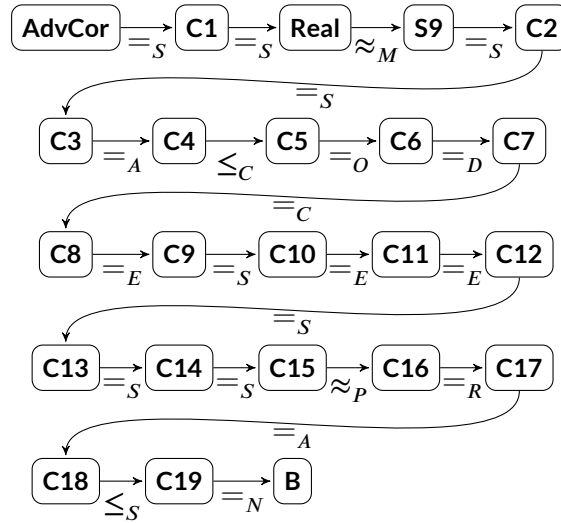 AdvCor =S C1 =S Real ≈M S9 =S C2
=S
C3 =A C4 ≤C C5 =O C6 =D C7
=C
C8 =E C9 =S C10 =E C11 =E C12
=S
C13 =S C14 =S C15 ≈P C16 =R C17
=A
C18 ≤S C19 =N B